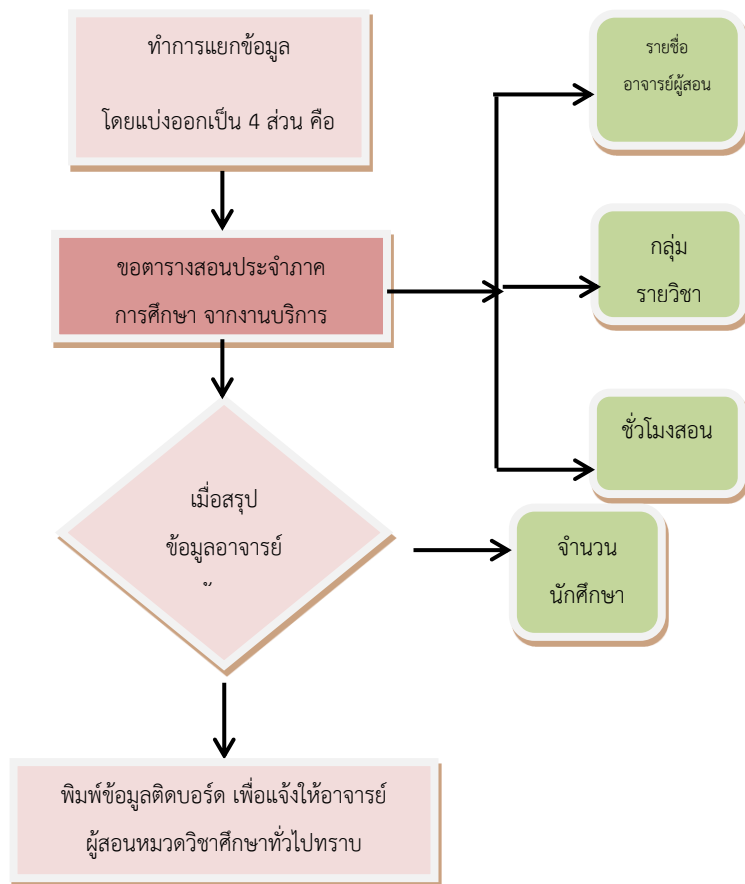 ทำการแยกข้อมูล
โดยแบ่งออกเป็น 4 ส่วน คือ
ขอตารางสอนประจำภาค
การศึกษา จากงานบริการ
เมื่อสรุป
ข้อมูลอาจารย์
พิมพ์ข้อมูลติดบอร์ด เพื่อแจ้งให้อาจารย์
ผู้สอนหมวดวิชาศึกษาทั่วไปทราบ
รายชื่อ
อาจารย์ผู้สอน
กลุ่ม
รายวิชา
ชั่วโมงสอน
จำนวน
นักศึกษา